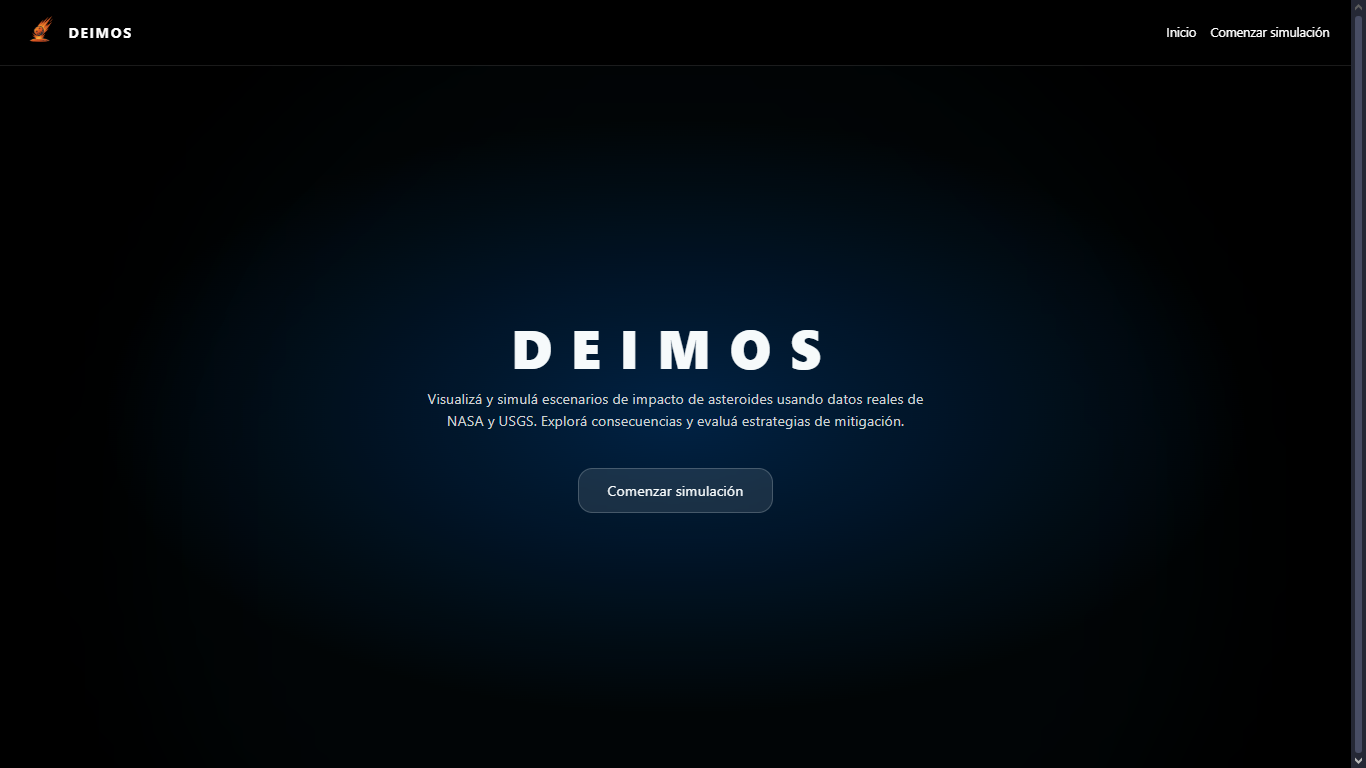 DEIMOS
Inicio
Comenzar simulación
DEIMOS
Visualizá y simulá escenarios de impacto de asteroides usando datos reales de
NASA y USGS. Explorá consecuencias y evaluá estrategias de mitigación.
Comenzar simulación